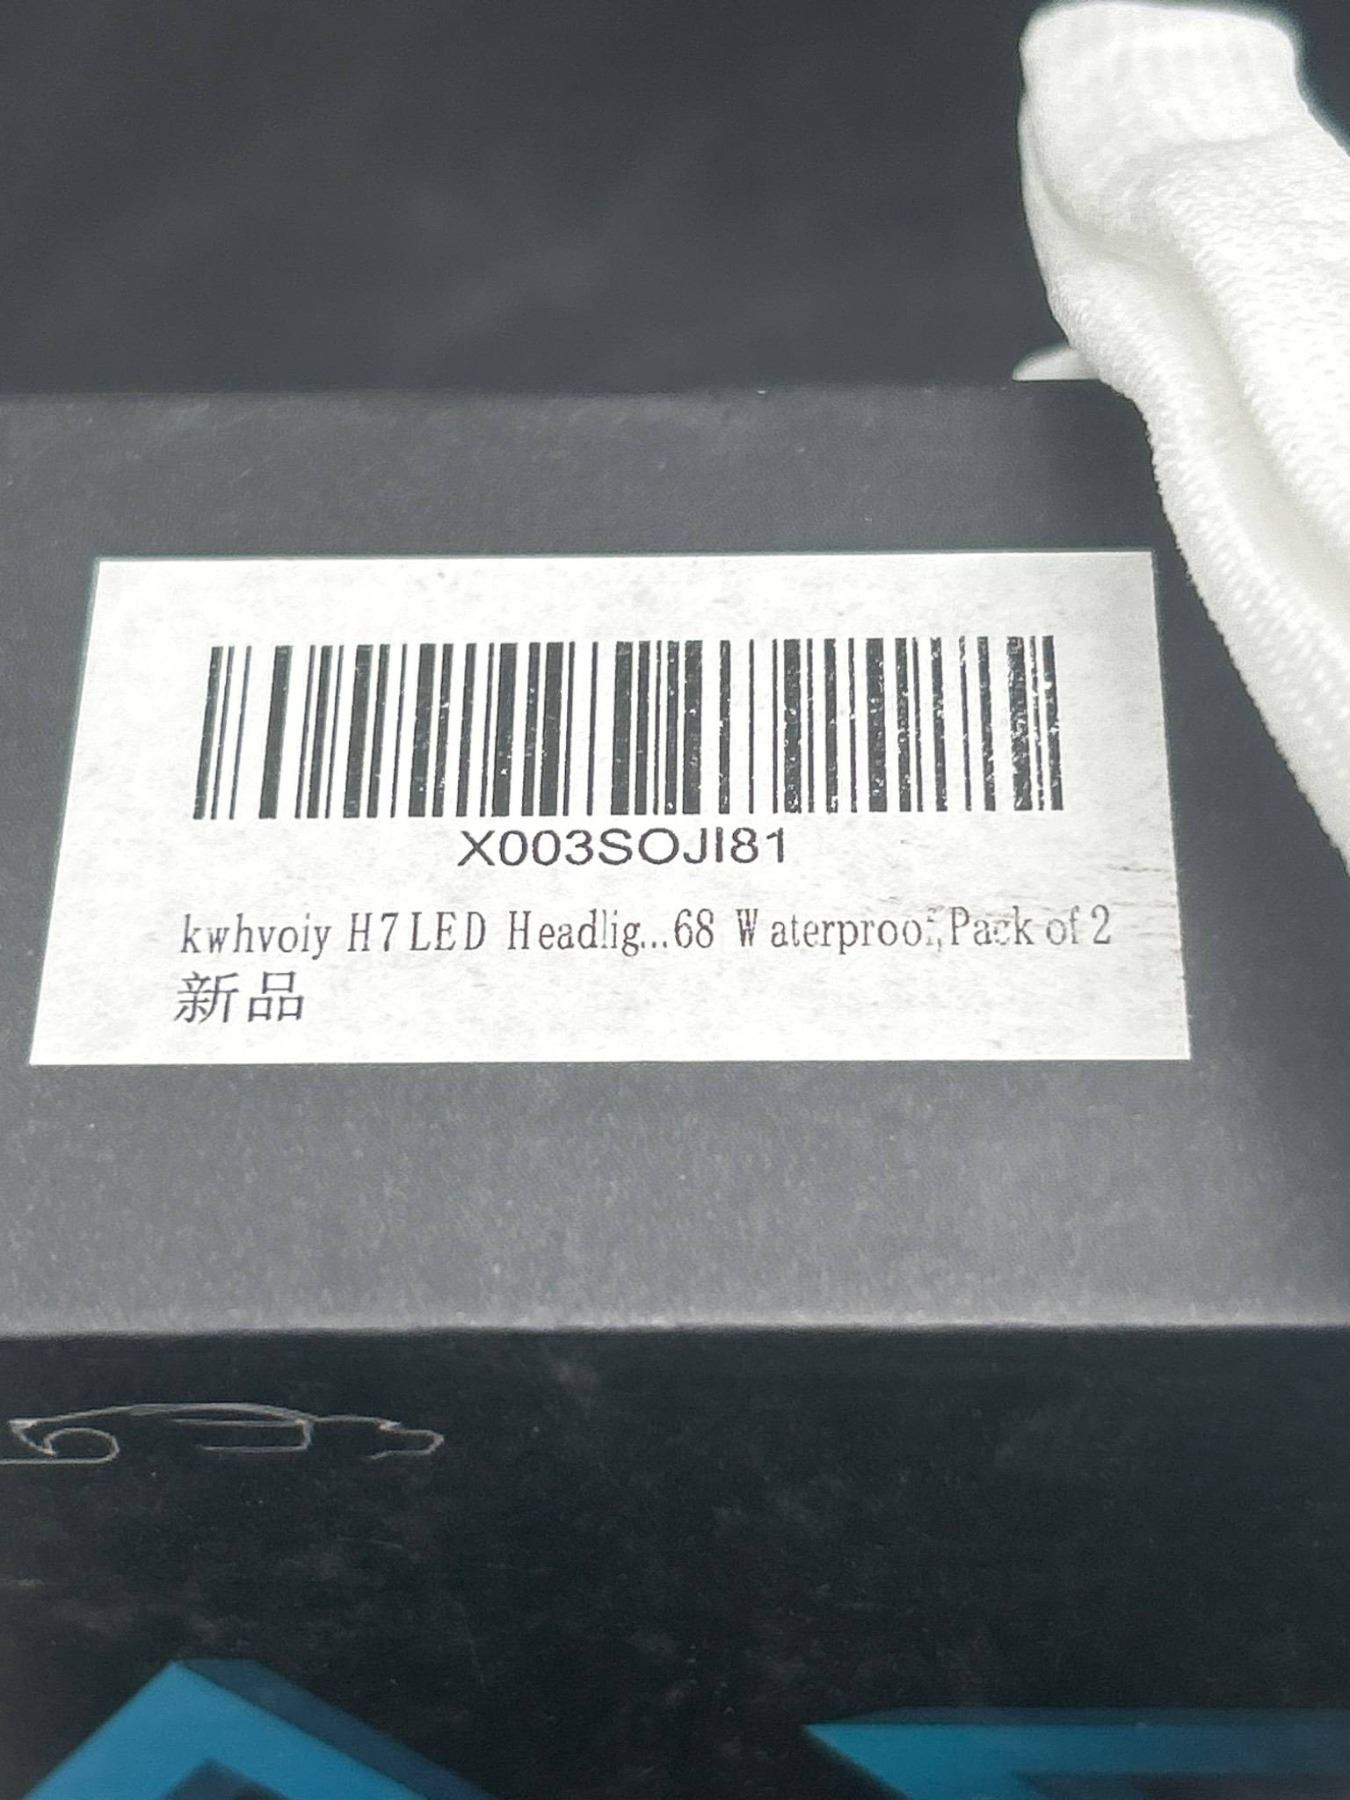 X003SOJI81
kwhvoiy H7 LED Headlig...68 Waterproof,Pack of 2
新品